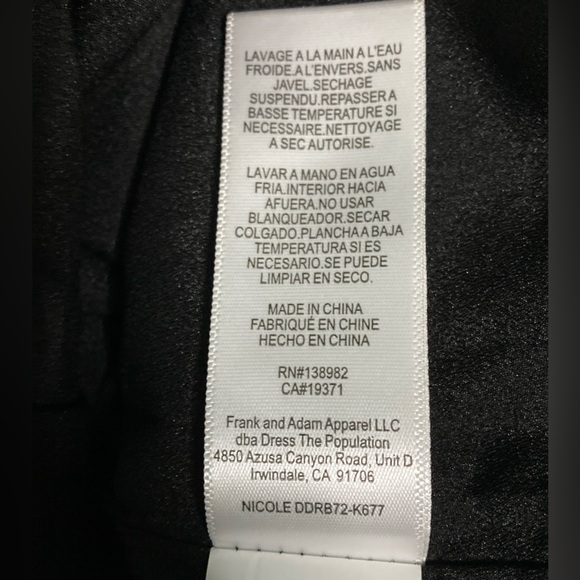 LAVAGE A LA MAIN A L'EAU
FROIDE.A L'ENVERS.SANS
JAVEL.SECHAGE
SUSPENDU.REPASSER A
BASSE TEMPERATURE SI
NECESSAIRE.NETTOYAGE
A SEC AUTORISE.
LAVAR A MANO EN AGUA
FRIA.INTERIOR HACIA
AFUERA.NO USAR
BLANQUEADOR.SECAR
COLGADO.PLANCHA A BAJA
TEMPERATURA SI ES
NECESARIO.SE PUEDE
LIMPIAR EN SECO.
MADE IN CHINA
FABRIQUÉ EN CHINE
HECHO EN CHINA
RN#138982
CA#19371
Frank and Adam Apparel LLC
dba Dress The Population
4850 Azusa Canyon Road, Unit D
Irwindale, CA 91706
NICOLE DDRB72-K677